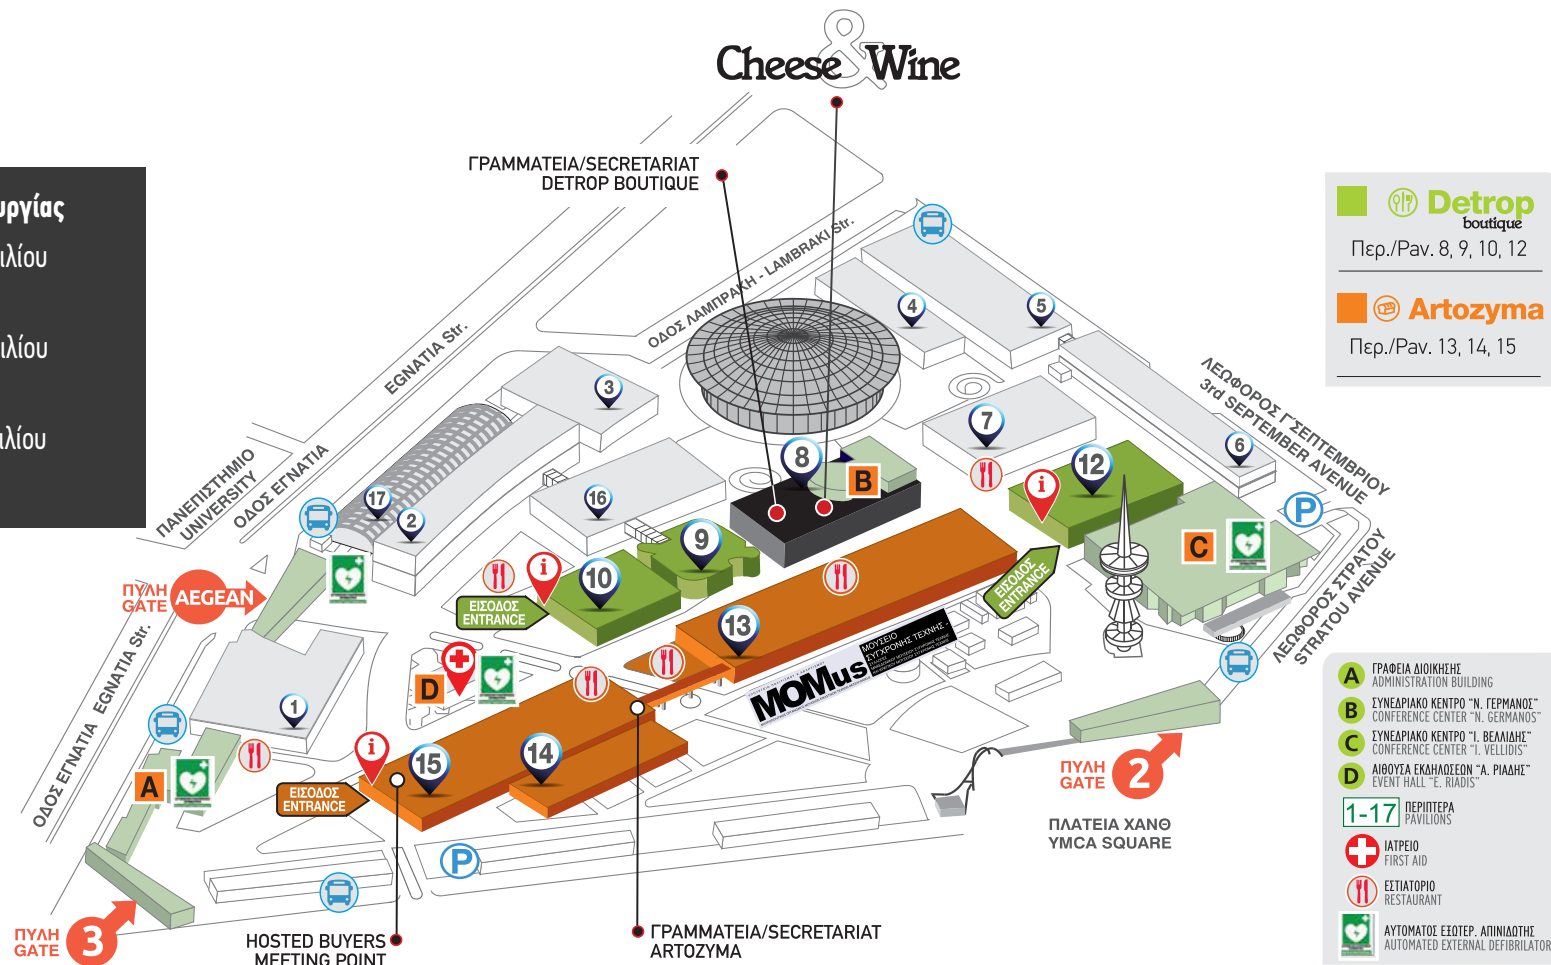 Cheese & Wine
ΓΡΑΜΜΑΤΕΙΑ/SECRETARIAT
DETROP BOUTIQUE
υργίας
ιλίου
ιλίου
ιλίου
Detrop
boutique
Περ./Pav. 8, 9, 10, 12
Artozyma
Περ./Pav. 13, 14, 15
ΟΔΟΣ ΛΑΜΠΡΑΚΗ - LAMBRAKI Str.
EGNATIA Str.
ΟΔΟΣ ΕΓΝΑΤΙΑ
ΠΑΝΕΠΙΣΤΗΜΙΟ
UNIVERSITY
ΛΕΩΦΟΡΟΣ Γ'ΣΕΠΤΕΜΒΡΙΟΥ
3rd SEPTEMBER AVENUE
4
5
3
7
6
8
B
12
i
17
2
16
P
9
C
ΠΥΛΗ
GATE
AEGEAN
i
10
ΕΙΣΟΔΟΣ
ENTRANCE
ΕΙΣΟΔΟΣ
ENTRANCE
ΛΕΩΦΟΡΟΣ ΣΤΡΑΤΟΥ
STRATOU AVENUE
13
MOMus
ΜΟΥΣΕΙΟ
ΣΥΓΧΡΟΝΗΣ ΤΕΧΝΗΣ -
D
ΟΔΟΣ ΕΓΝΑΤΙΑ EGNATIA Str.
1
A
i
15
14
ΕΙΣΟΔΟΣ
ENTRANCE
ΠΥΛΗ
GATE
2
ΠΛΑΤΕΙΑ ΧΑΝΘ
YMCA SQUARE
P
ΠΥΛΗ
GATE
3
HOSTED BUYERS
MEETING POINT
ΓΡΑΜΜΑΤΕΙΑ/SECRETARIAT
ARTOZYMA
A ΓΡΑΦΕΙΑ ΔΙΟΙΚΗΣΗΣ
ADMINISTRATION BUILDING
B ΣΥΝΕΔΡΙΑΚΟ ΚΕΝΤΡΟ "Ν. ΓΕΡΜΑΝΟΣ"
CONFERENCE CENTER "N. GERMANOS"
C ΣΥΝΕΔΡΙΑΚΟ ΚΕΝΤΡΟ "Ι. ΒΕΛΛΙΔΗΣ"
CONFERENCE CENTER "I. VELLIDIS"
D ΑΙΘΟΥΣΑ ΕΚΔΗΛΩΣΕΩΝ "Α. ΡΙΑΔΗΣ"
EVENT HALL "E. RIADIS"
1-17 ΠΕΡΙΠΤΕΡΑ
PAVILIONS
ΙΑΤΡΕΙΟ
FIRST AID
ΕΣΤΙΑΤΟΡΙΟ
RESTAURANT
ΑΥΤΟΜΑΤΟΣ ΕΞΩΤΕΡ. ΑΠΙΝΙΔΩΤΗΣ
AUTOMATED EXTERNAL DEFIBRILATOR